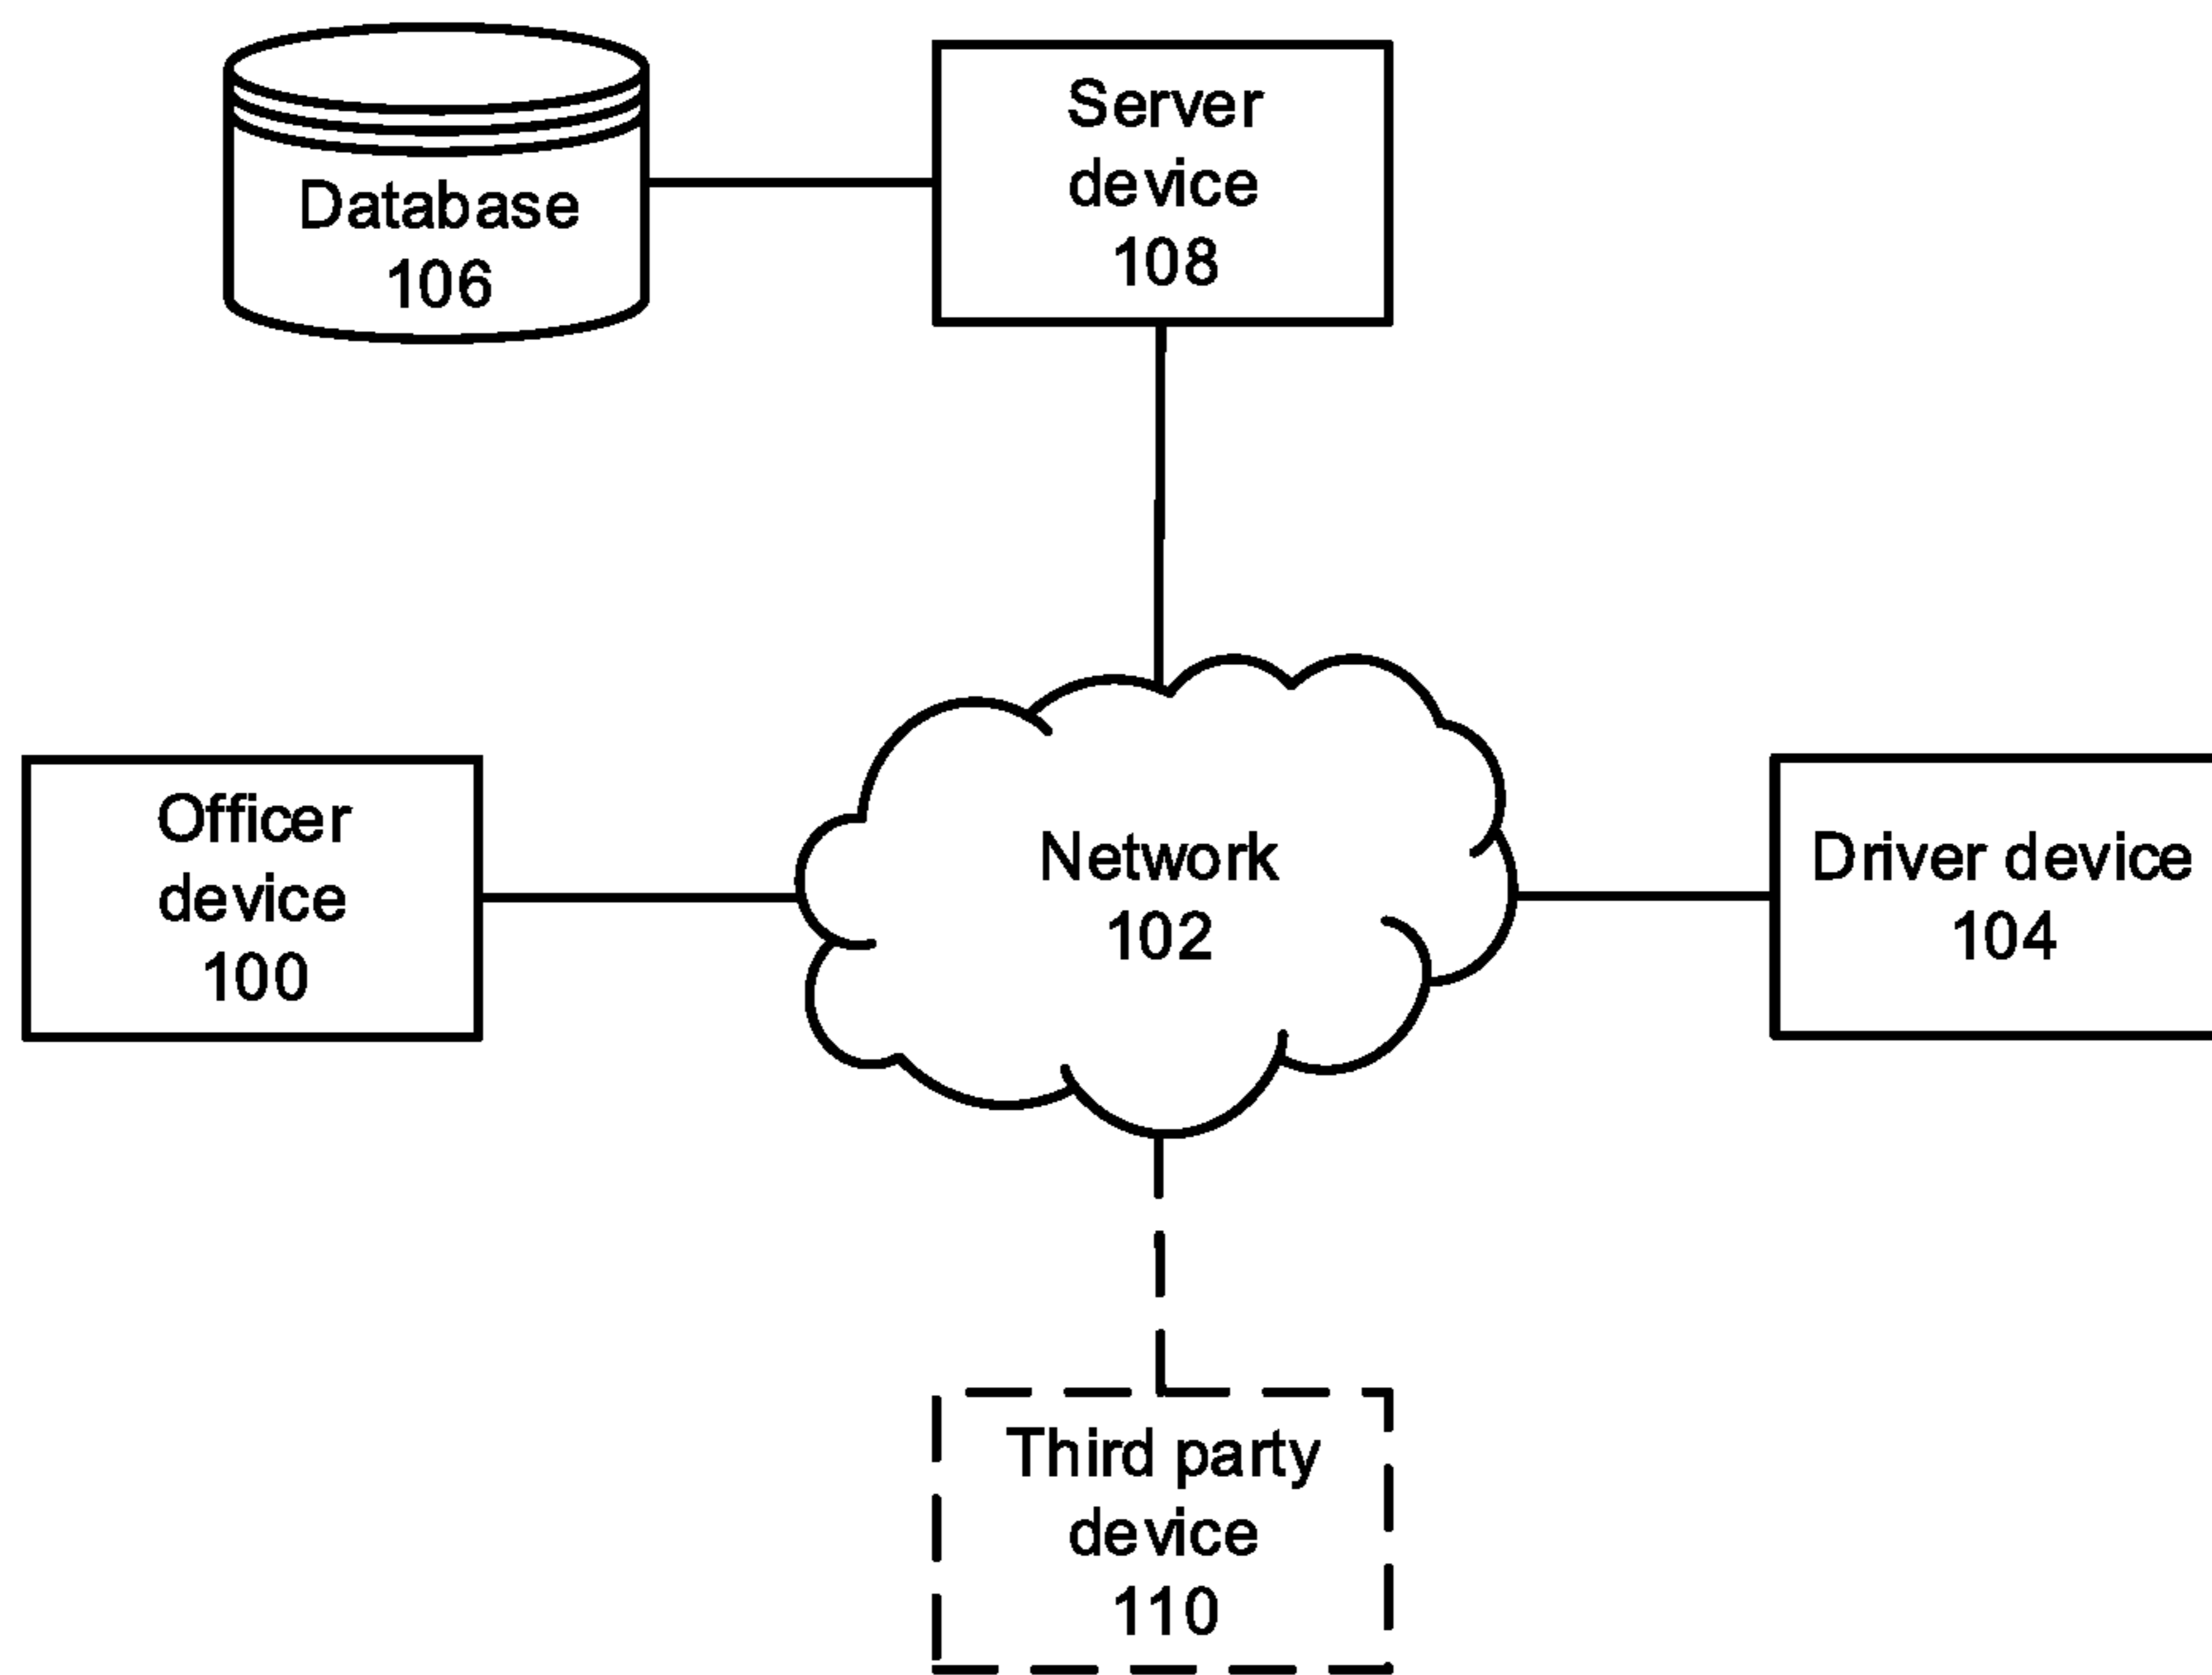 Database
106
Server
device
108
Officer
device
100
Network
102
Driver device
104
Third party
device
110